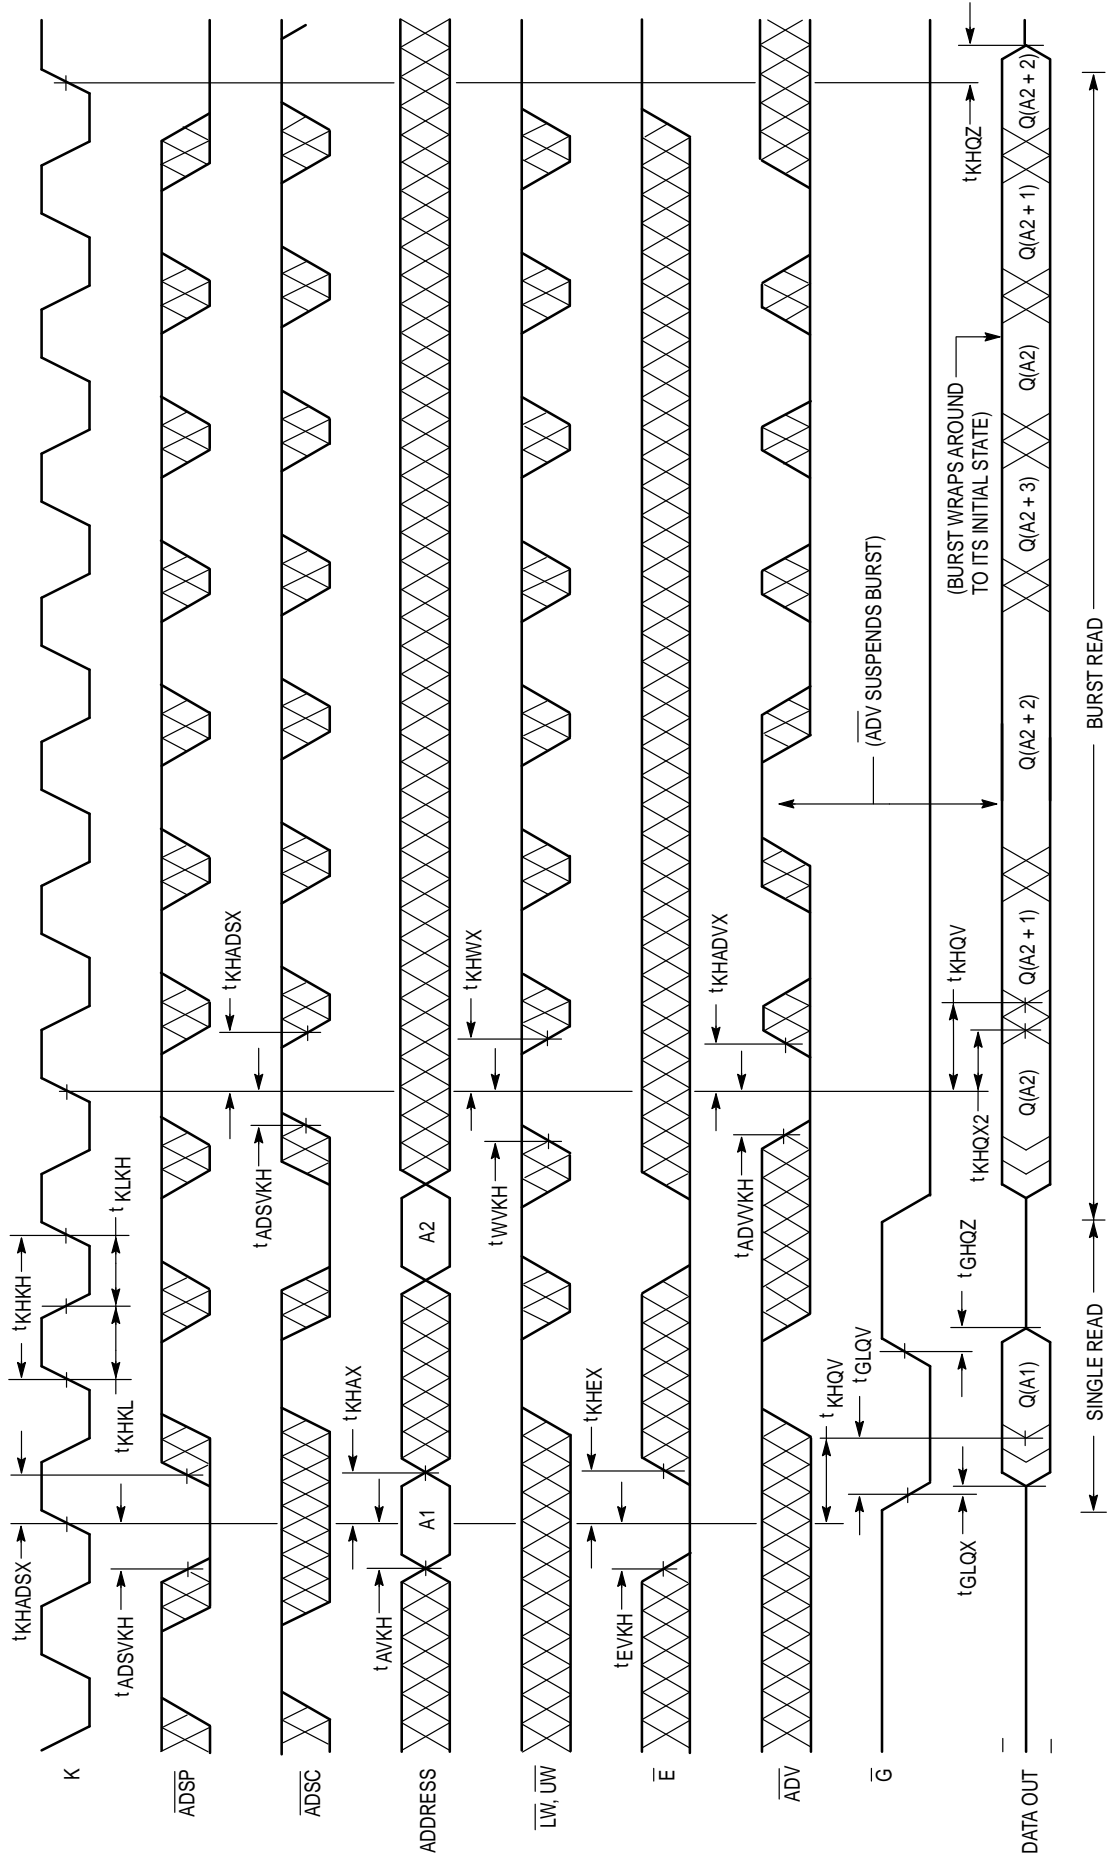 K
ADSP
ADSC
ADDRESS
LW, UW
E
ADV
G
DATA OUT
tKHADSX
tKHKH
tKHKL
tKLKH
tADSVKH
tADSVKH
tKHADSX
tAVKH
tKHAX
A1
A2
tWVKH
tKHWX
tEVKH
tKHEX
tADVVKH
tKHADVX
tKHQV
tGLQV
tGLQX
tGHQZ
(ADV SUSPENDS BURST)
(BURST WRAPS AROUND
TO ITS INITIAL STATE)
tKHQX2
tKHQV
tKHQZ
Q(A1)
Q(A2)
Q(A2 + 1)
Q(A2 + 2)
Q(A2 + 3)
Q(A2)
Q(A2 + 1)
Q(A2 + 2)
SINGLE READ
BURST READ